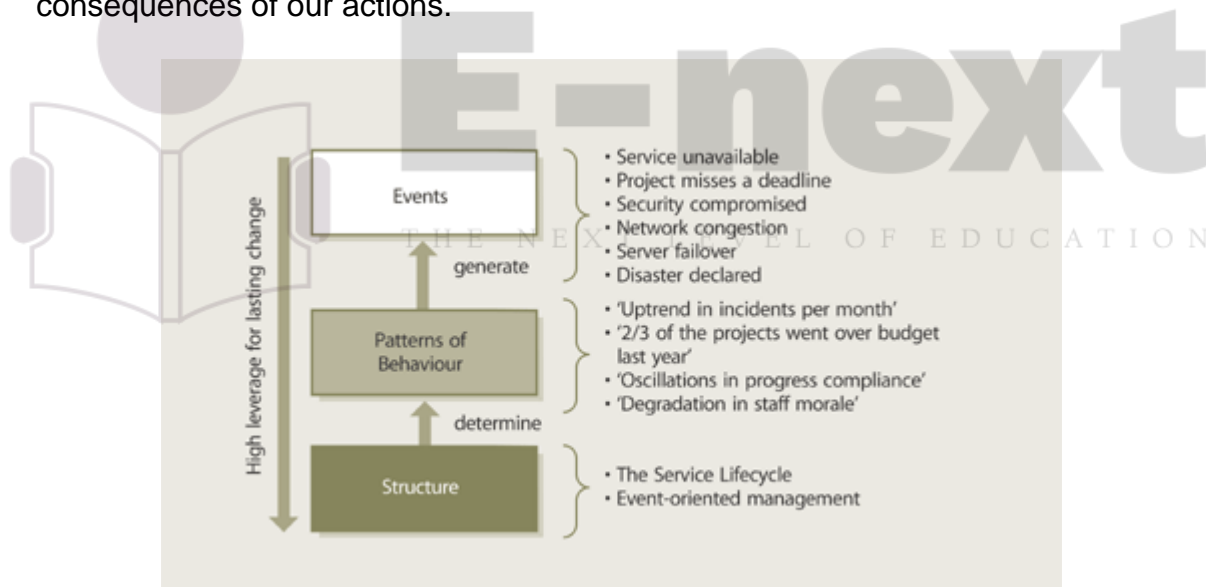 consequences of our actions.
E-next
THE NEXT LEVEL OF EDUCATION
High leverage for lasting change
Events
• Service unavailable
• Project misses a deadline
• Security compromised
• Network congestion
• Server failover
• Disaster declared
generate
Patterns of
Behaviour
• 'Uptrend in incidents per month'
• '2/3 of the projects went over budget
last year'
• 'Oscillations in progress compliance'
• 'Degradation in staff morale'
determine
Structure
• The Service Lifecycle
• Event-oriented management